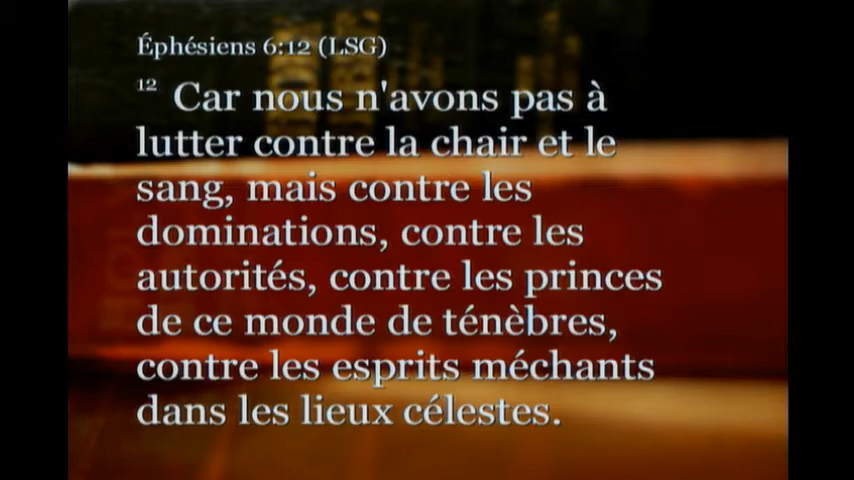 Éphésiens 6:12 (LSG)
12 Car nous n'avons pas à
lutter contre la chair et le
sang, mais contre les
dominations, contre les
autorités, contre les princes
de ce monde de ténèbres,
contre les esprits méchants
dans les lieux célestes.